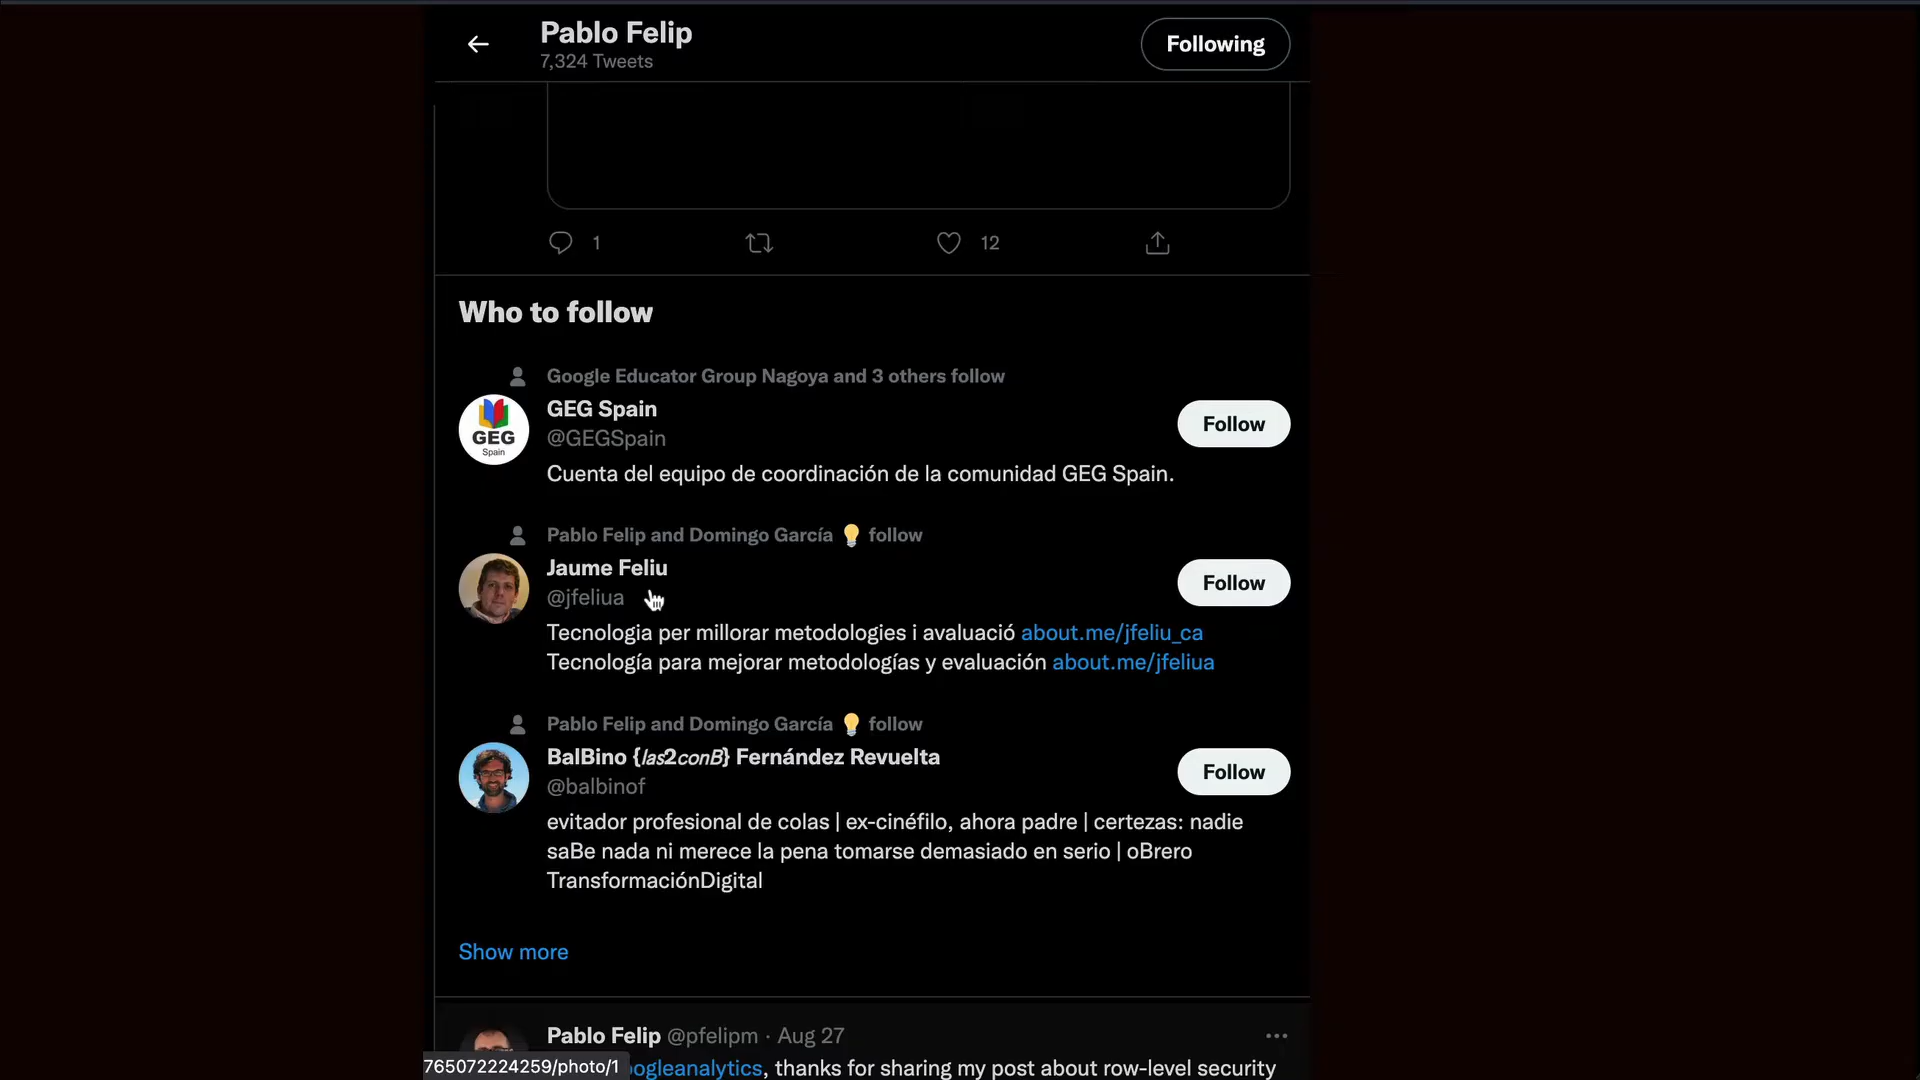 Pablo Felip
7,324 Tweets
Following
1
12
Who to follow
Google Educator Group Nagoya and 3 others follow
GEG Spain
@GEGSpain
Follow
GEG
Spain
Cuenta del equipo de coordinación de la comunidad GEG Spain.
Pablo Felip and Domingo García 💡 follow
Jaume Feliu
@jfeliua
Follow
Tecnologia per millorar metodologies i avaluació about.me/jfeliu_ca
Tecnología para mejorar metodologías y evaluación about.me/jfeliua
Pablo Felip and Domingo García 💡 follow
BalBino {las2conB} Fernández Revuelta
@balbinof
Follow
evitador profesional de colas | ex-cinéfilo, ahora padre | certezas: nadie
saBe nada ni merece la pena tomarse demasiado en serio | oBrero
TransformaciónDigital
Show more
Pablo Felip @pfelipm · Aug 27
765072224259/photo/1
ogleanalytics, thanks for sharing my post about row-level security